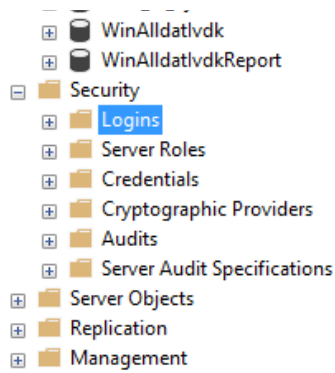 WinAlldatlvdk
WinAlldatlvdkReport
Security
Logins
Server Roles
Credentials
Cryptographic Providers
Audits
Server Audit Specifications
Server Objects
Replication
Management